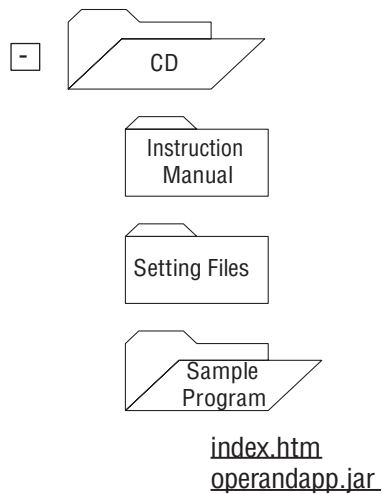 -
CD
Instruction
Manual
Setting Files
Sample
Program
index.htm
operandapp.jar